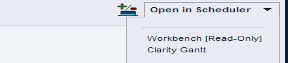 Open in Scheduler
Workbench [Read-Only]
Clarity Gantt